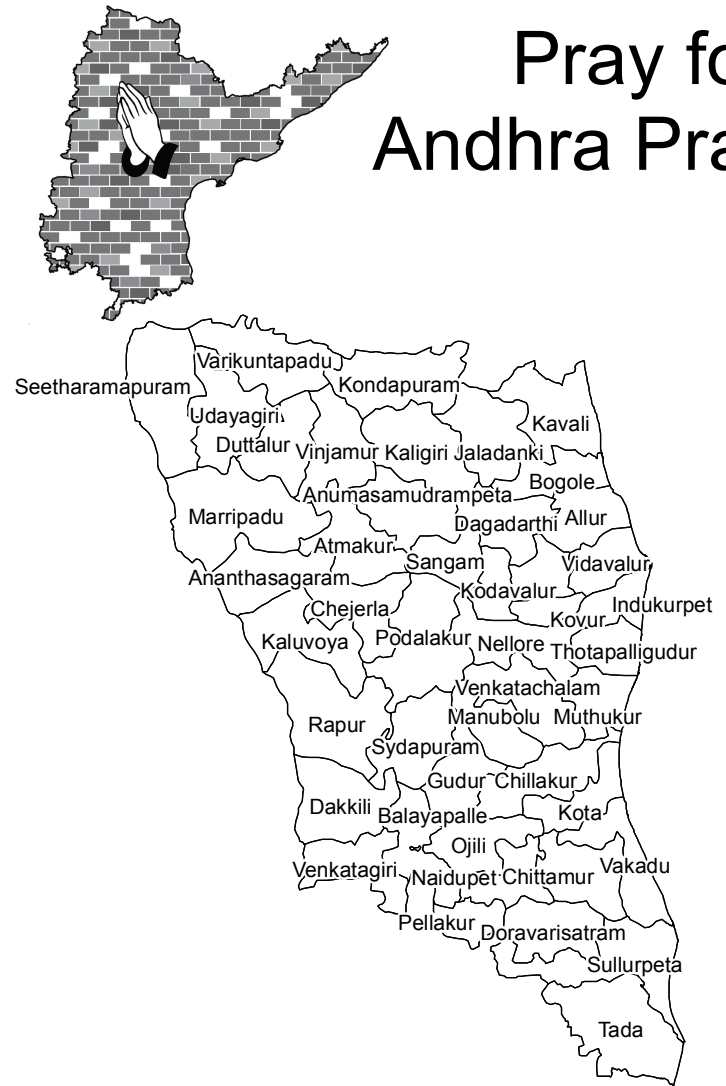 Pray fo
Andhra Pra
Varikuntapadu
Seetharamapuram
Kondapuram
Udayagiri
Kavali
Duttalur
Vinjamur
Kaligiri
Jaladanki
Bogole
Anumasamudrampeta
Marripadu
Dagadarthi
Allur
Atmakur
Sangam
Vidavalur
Ananthasagaram
Kodavalur
Chejerla
Indukurpet
Kovur
Kaluvoya
Podalakur
Nellore
Thotapalligudur
Venkatachalam
Rapur
Manubolu
Muthukur
Sydapuram
Gudur
Chillakur
Dakkili
Balayapalle
Kota
Ojili
Venkatagiri
Naidupet
Chittamur
Vakadu
Pellakur
Doravarisatram
Sullurpeta
Tada